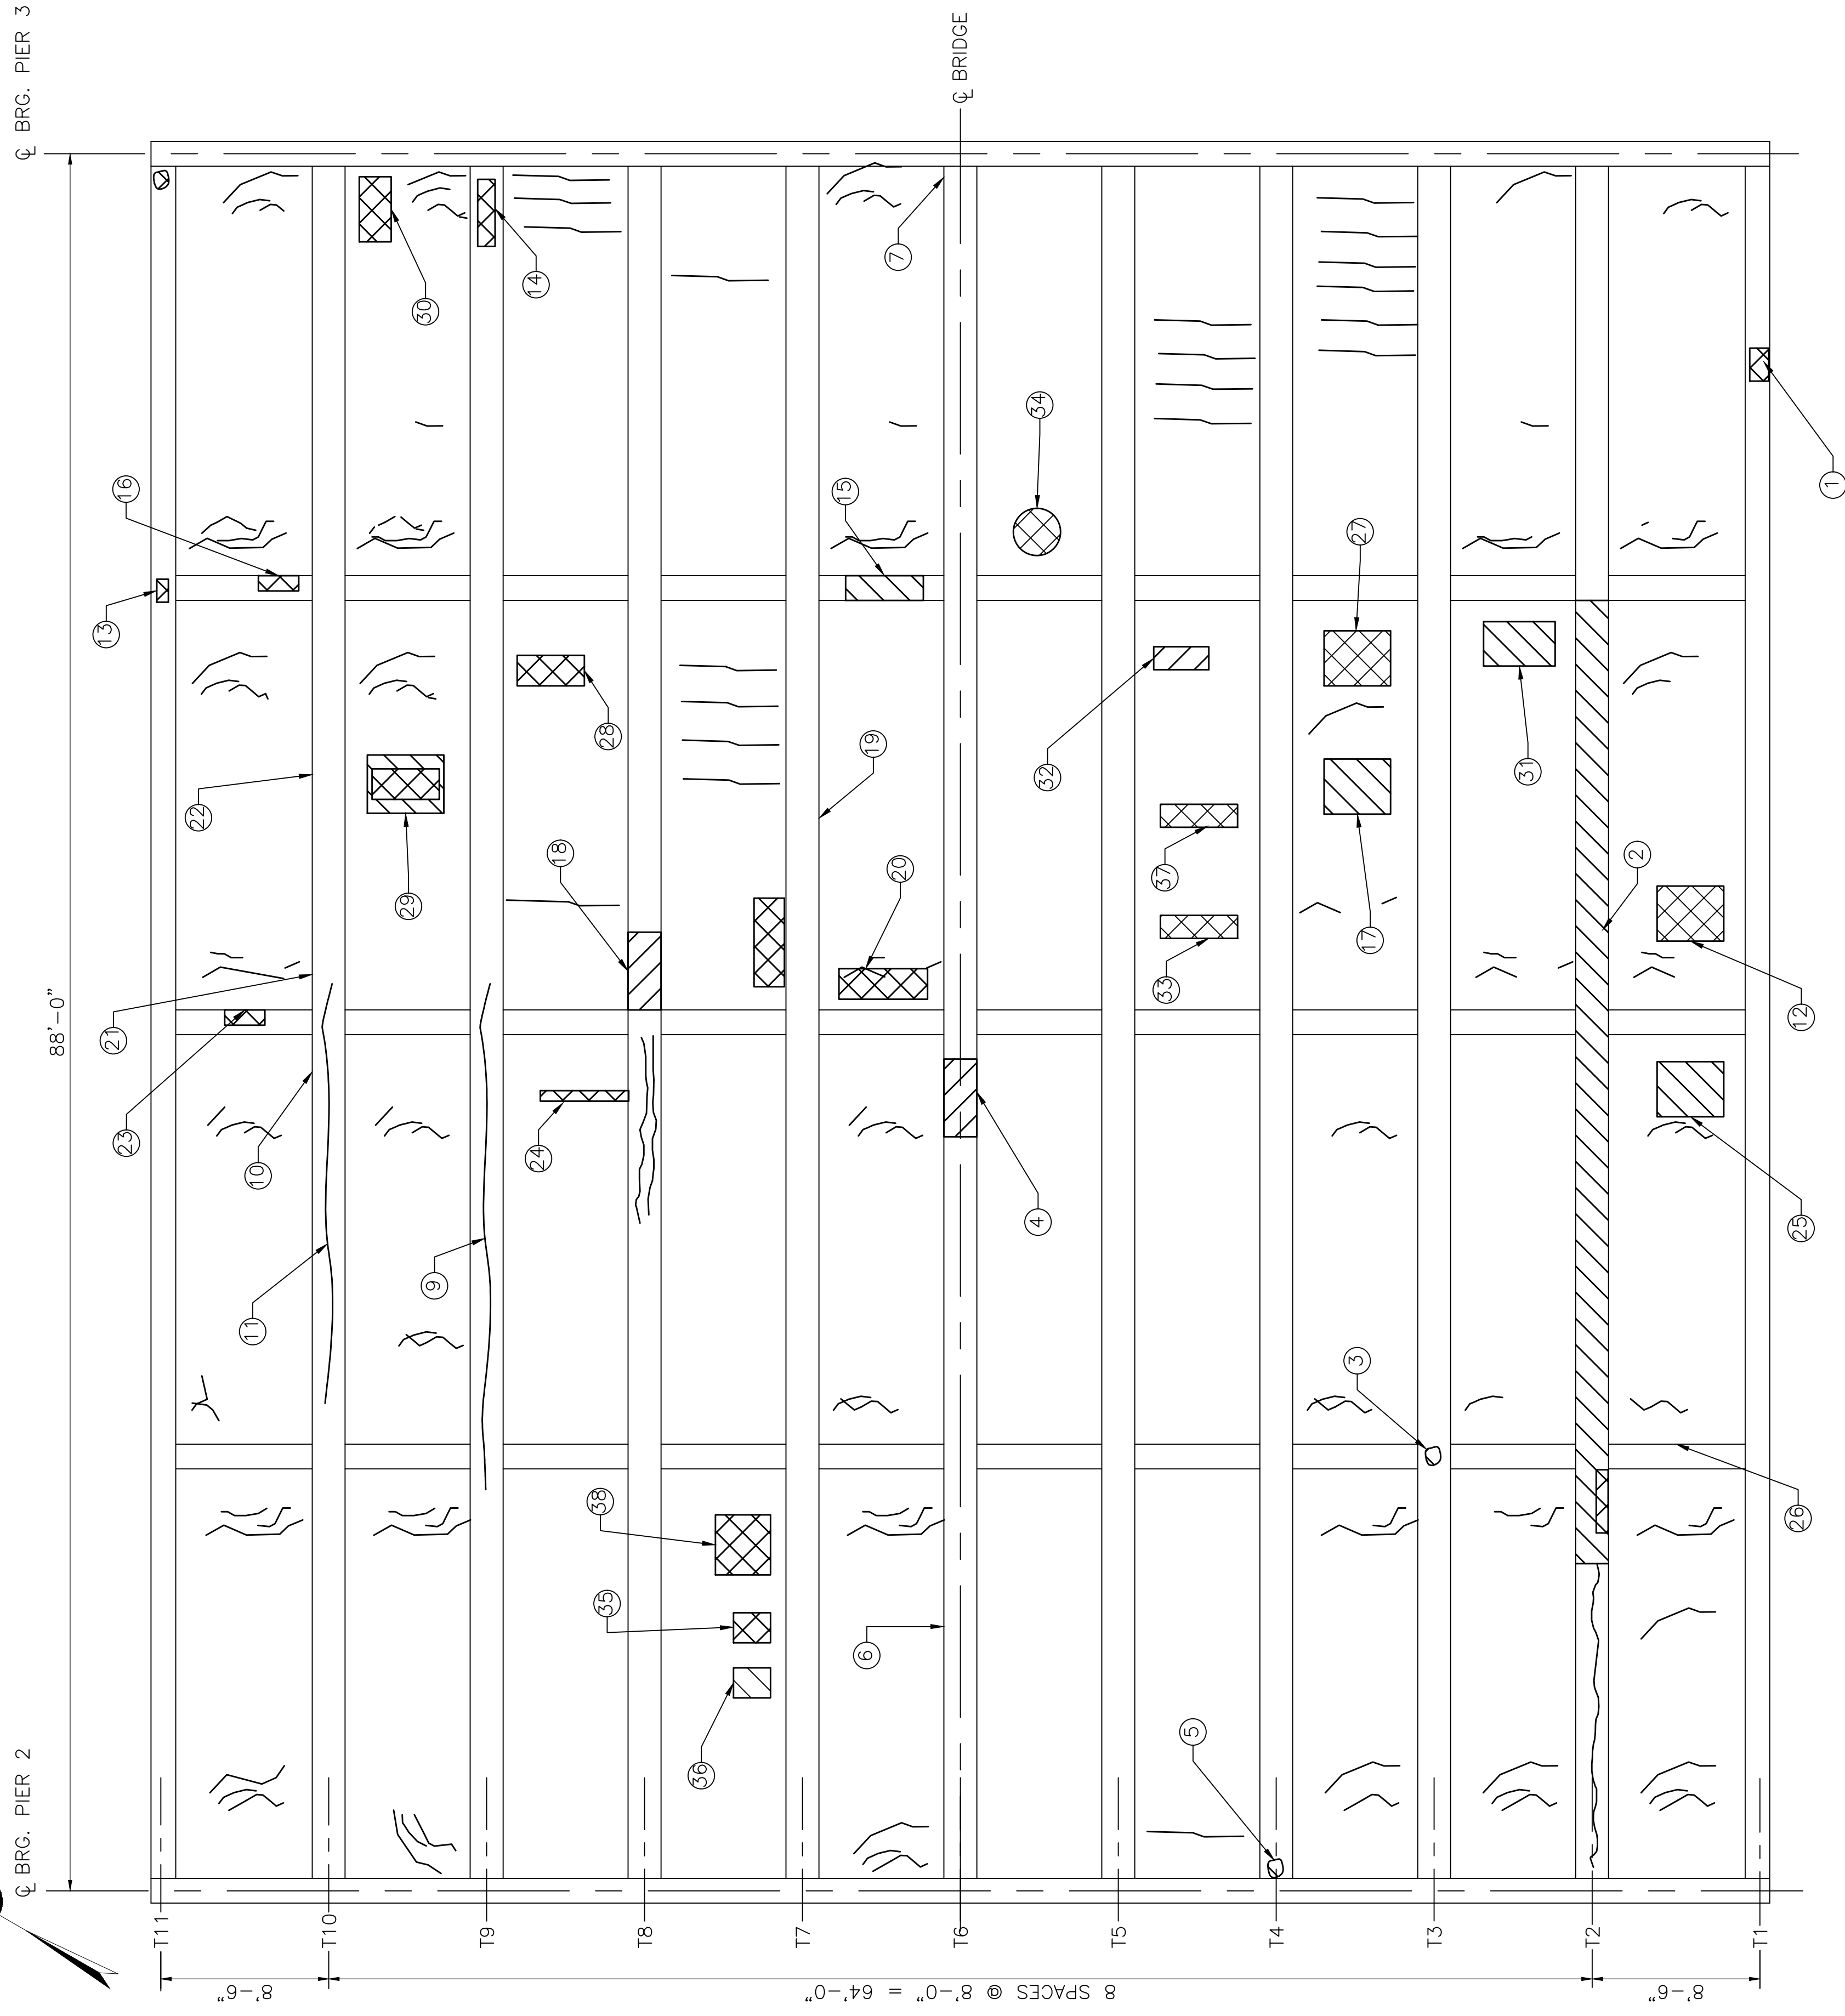 ℄ BRG. PIER 3
℄ BRG. PIER 2
88'-0"
℄ BRIDGE
T11
T10
T9
T8
T7
T6
T5
T4
T3
T2
T1
8'-6"
8 SPACES @ 8'-0" = 64'-0"
8'-6"
16
13
22
21
23
10
11
9
30
14
29
28
18
24
38
35
36
7
15
19
20
6
34
32
37
33
4
5
27
17
3
31
2
12
25
26
1